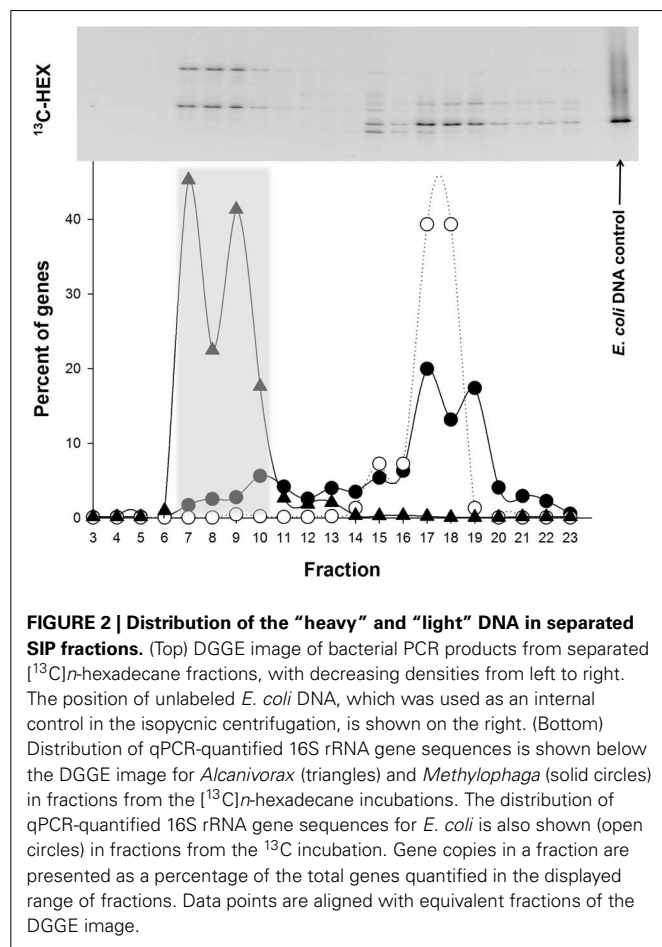 ¹³C-HEX
E. coli DNA control
Percent of genes
40
30
20
10
0
3 4 5 6 7 8 9 10 11 12 13 14 15 16 17 18 19 20 21 22 23
Fraction
FIGURE 2 | Distribution of the “heavy” and “light” DNA in separated
SIP fractions. (Top) DGGE image of bacterial PCR products from separated
[¹³C]n-hexadecane fractions, with decreasing densities from left to right.
The position of unlabeled E. coli DNA, which was used as an internal
control in the isopycnic centrifugation, is shown on the right. (Bottom)
Distribution of qPCR-quantified 16S rRNA gene sequences is shown below
the DGGE image for Alcanivorax (triangles) and Methylophaga (solid circles)
in fractions from the [¹³C]n-hexadecane incubations. The distribution of
qPCR-quantified 16S rRNA gene sequences for E. coli is also shown (open
circles) in fractions from the ¹³C incubation. Gene copies in a fraction are
presented as a percentage of the total genes quantified in the displayed
range of fractions. Data points are aligned with equivalent fractions of the
DGGE image.